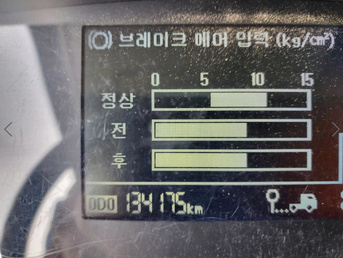 브레이크 에어 압력 (kg/cm²)
0 5 10 15
정상
전
후
ODO 134175km